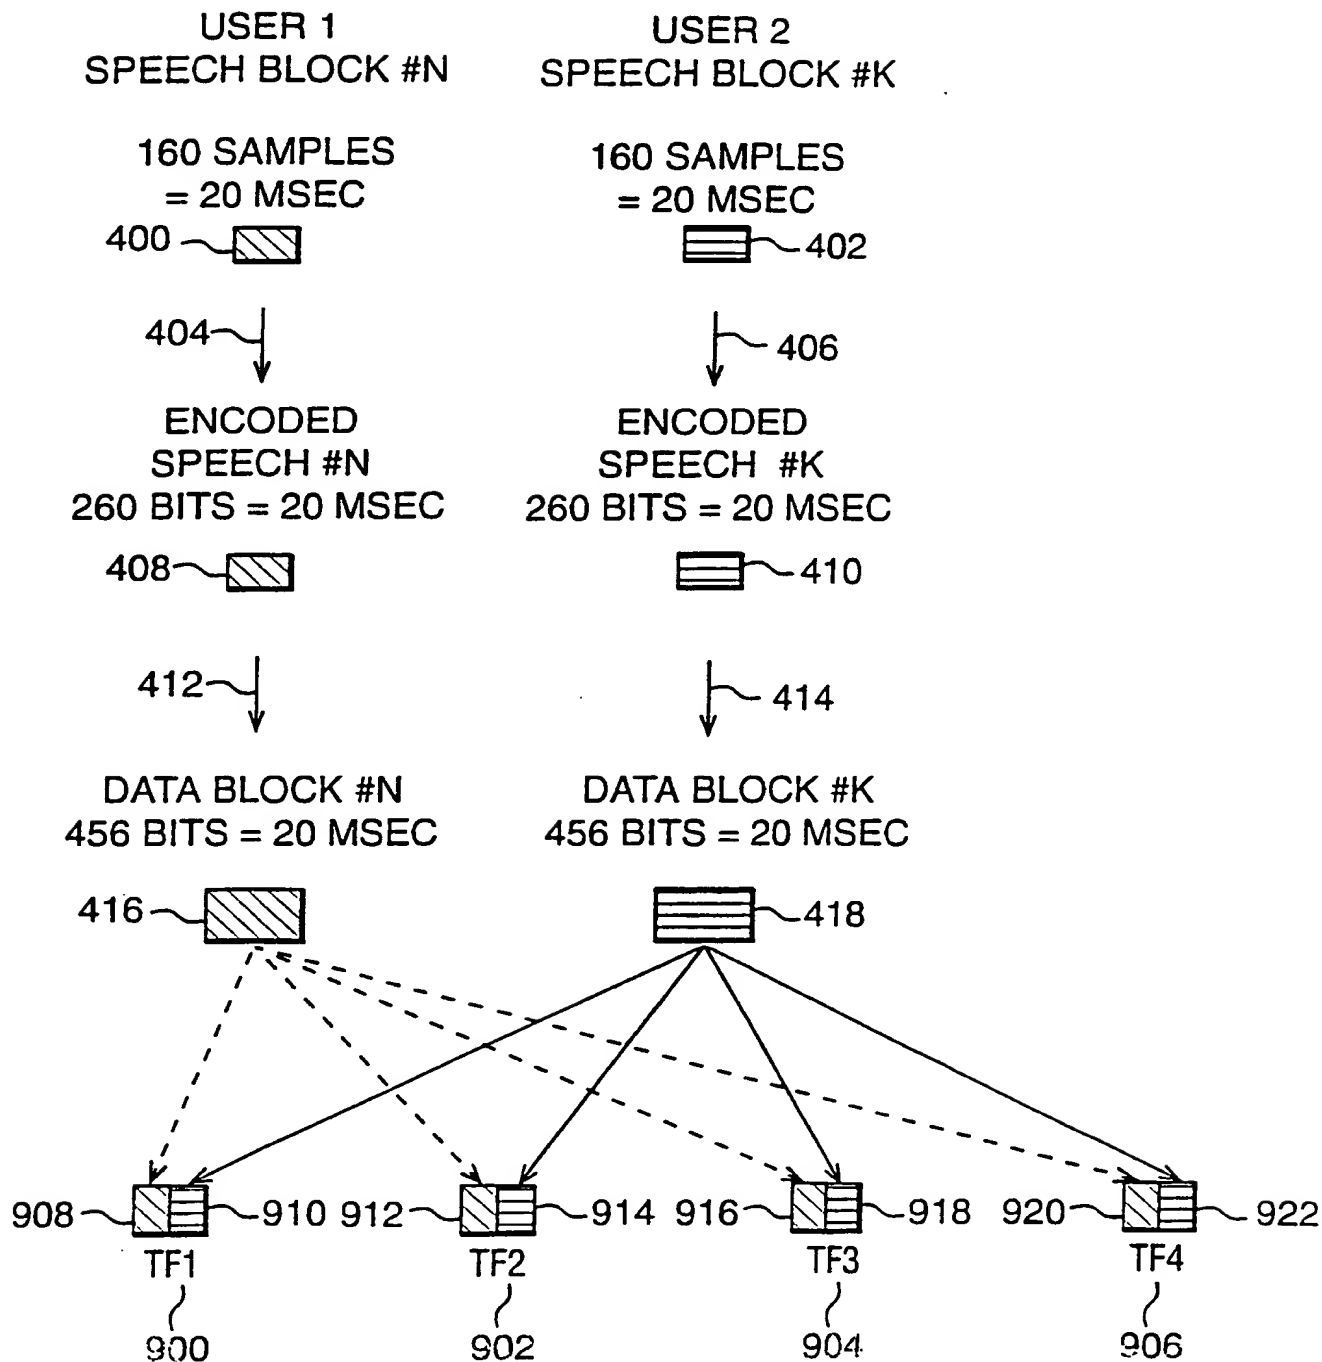 USER 1
SPEECH BLOCK #N
USER 2
SPEECH BLOCK #K
160 SAMPLES
= 20 MSEC
160 SAMPLES
= 20 MSEC
400
402
404
406
ENCODED
SPEECH #N
260 BITS = 20 MSEC
ENCODED
SPEECH #K
260 BITS = 20 MSEC
408
410
412
414
DATA BLOCK #N
456 BITS = 20 MSEC
DATA BLOCK #K
456 BITS = 20 MSEC
416
418
908 910 912 914 916 918 920 922
TF1 TF2 TF3 TF4
900 902 904 906